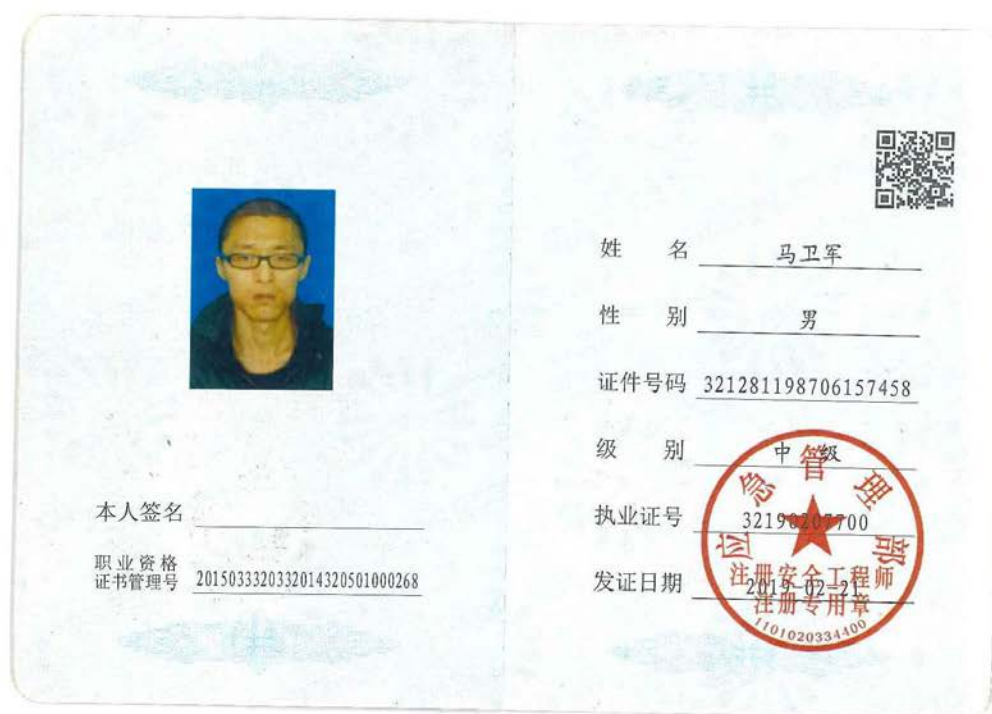 本人签名
职业资格
证书管理号 2015033320332014320501000268
姓 名 马卫军
性 别 男
证件号码 321281198706157458
级 别 中 级
执业证号 32190207700
发证日期 2019-02-21
应急管理部
注册安全工程师
注册专用章
1101020334400